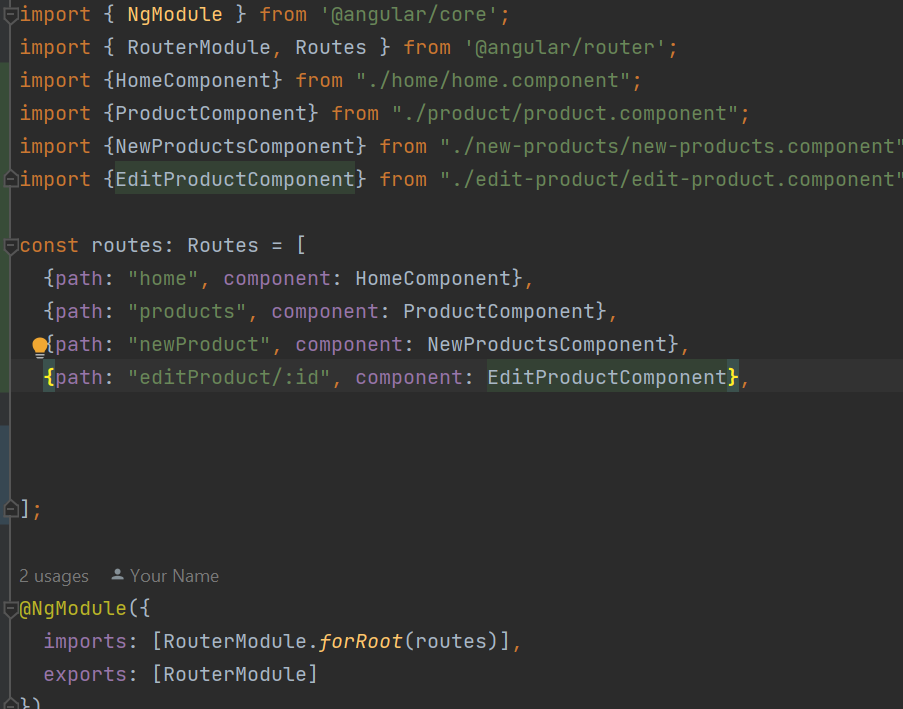 import { NgModule } from '@angular/core';
import { RouterModule, Routes } from '@angular/router';
import {HomeComponent} from "./home/home.component";
import {ProductComponent} from "./product/product.component";
import {NewProductsComponent} from "./new-products/new-products.component"
import {EditProductComponent} from "./edit-product/edit-product.component"
const routes: Routes = [
{path: "home", component: HomeComponent},
{path: "products", component: ProductComponent},
{path: "newProduct", component: NewProductsComponent},
{path: "editProduct/:id", component: EditProductComponent},
];
2 usages Your Name
@NgModule({
imports: [RouterModule.forRoot(routes)],
exports: [RouterModule]
})